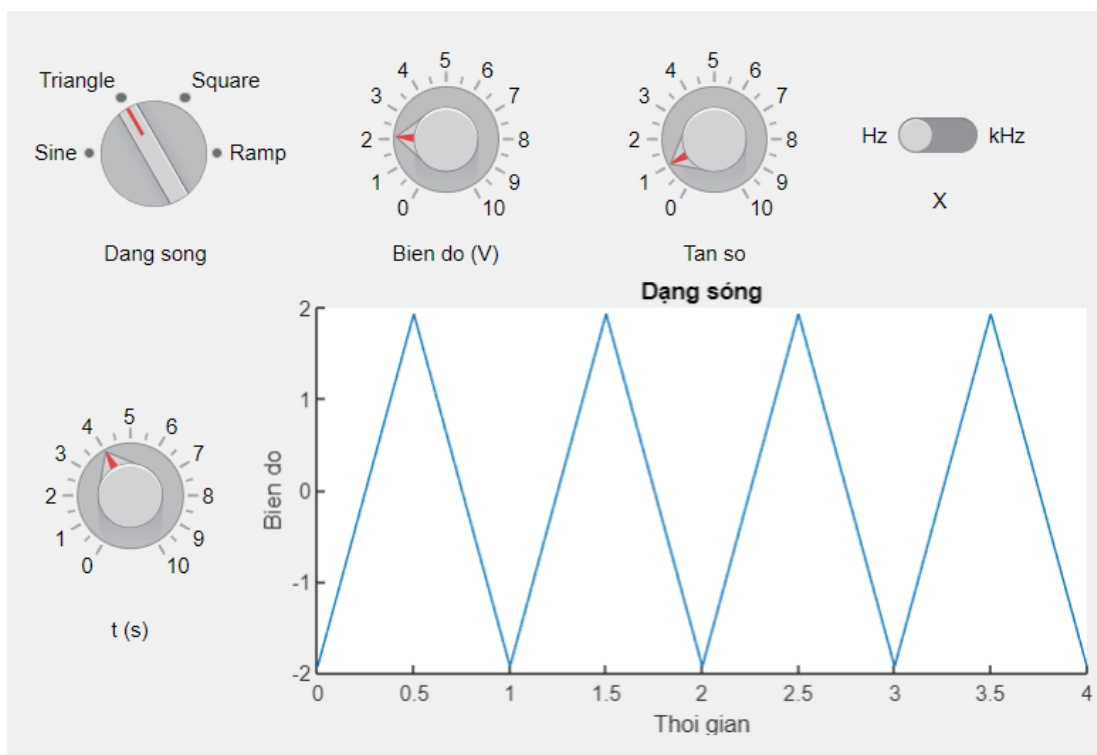 Triangle
Square
Sine
Ramp
Dang song
0 1 2 3 4 5 6 7 8 9 10
Bien do (V)
0 1 2 3 4 5 6 7 8 9 10
Tan so
Hz
kHz
X
0 1 2 3 4 5 6 7 8 9 10
t (s)
Dạng sóng
2
1
0
-1
-2
Bien do
0 0.5 1 1.5 2 2.5 3 3.5 4
Thoi gian